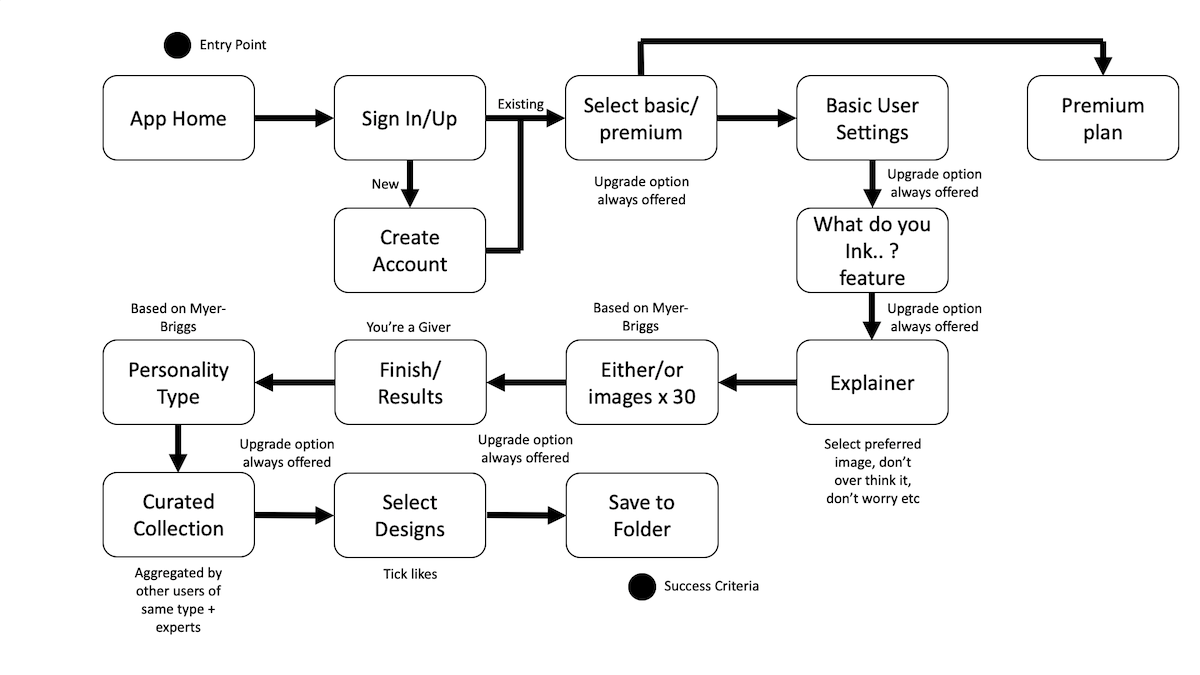 Entry Point
App Home
Sign In/Up
Existing
Select basic/
premium
Basic User
Settings
Premium
plan
New
Upgrade option
always offered
Upgrade option
always offered
Create
Account
What do you
Ink.. ?
feature
Based on Myer-
Briggs
You're a Giver
Based on Myer-
Briggs
Upgrade option
always offered
Personality
Type
Finish/
Results
Either/or
images x 30
Explainer
Upgrade option
always offered
Upgrade option
always offered
Select preferred
image, don't
over think it,
don't worry etc
Curated
Collection
Select
Designs
Save to
Folder
Aggregated by
other users of
same type +
experts
Tick likes
Success Criteria